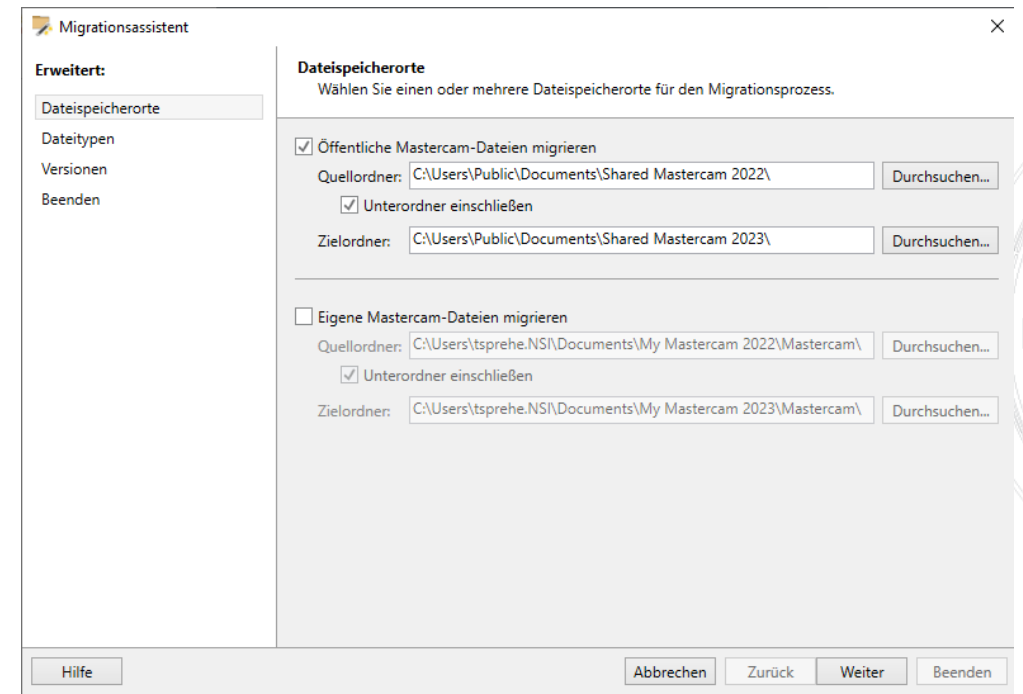 Migrationsassistent
Erweitert:
Dateispeicherorte
Dateitypen
Versionen
Beenden
Dateispeicherorte
Wählen Sie einen oder mehrere Dateispeicherorte für den Migrationsprozess.
Öffentliche Mastercam-Dateien migrieren
Quellordner: C:\Users\Public\Documents\Shared Mastercam 2022\ Durchsuchen...
Unterordner einschließen
Zielordner: C:\Users\Public\Documents\Shared Mastercam 2023\ Durchsuchen...
Eigene Mastercam-Dateien migrieren
Quellordner: C:\Users\tsprehe.NSI\Documents\My Mastercam 2022\Mastercam\ Durchsuchen...
Unterordner einschließen
Zielordner: C:\Users\tsprehe.NSI\Documents\My Mastercam 2023\Mastercam\ Durchsuchen...
Hilfe Abbrechen Zurück Weiter Beenden